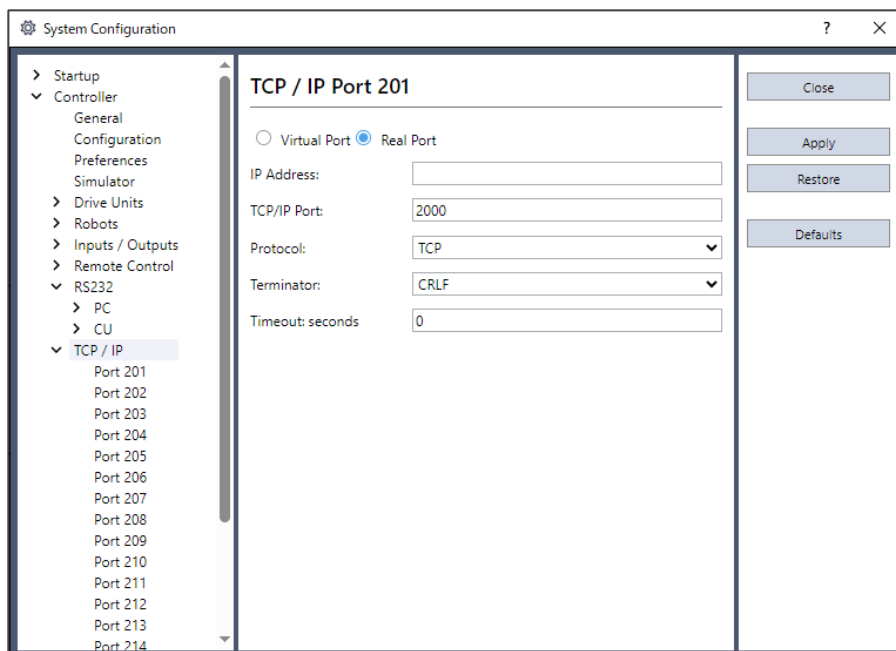 System Configuration
?
Startup
Controller
General
Configuration
Preferences
Simulator
Drive Units
Robots
Inputs / Outputs
Remote Control
RS232
PC
CU
TCP / IP
Port 201
Port 202
Port 203
Port 204
Port 205
Port 206
Port 207
Port 208
Port 209
Port 210
Port 211
Port 212
Port 213
Port 214
TCP / IP Port 201
Virtual Port Real Port
IP Address:
TCP/IP Port: 2000
Protocol: TCP
Terminator: CRLF
Timeout: seconds 0
Close
Apply
Restore
Defaults